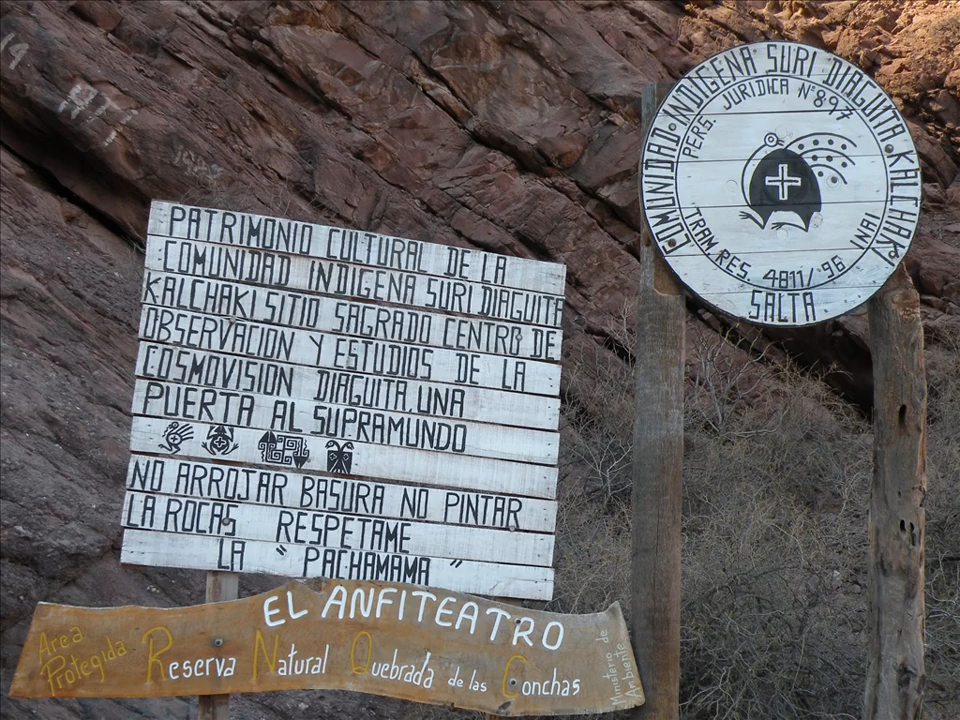 PATRIMONIO CULTURAL DE LA
COMUNIDAD INDIGENA SURI DIAGUITA
KALCHAKI SITIO SAGRADO CENTRO DE
OBSERVACION Y ESTUDIOS DE LA
COSMOVISION DIAGUITA, UNA
PUERTA AL SUPRAMUNDO
NO ARROJAR BASURA NO PINTAR
LA ROCAS RESPETAME
LA "PACHAMAMA"
EL ANFITEATRO
Area
Protegida
Reserva Natural Quebrada de las Conchas
Ministerio de
Ambiente
COMUNIDAD INDIGENA SURI DIAGUITA KALCHAKI
PERS. JURIDICA Nº 897
TRAM. RES. 4811/96 INAI
SALTA